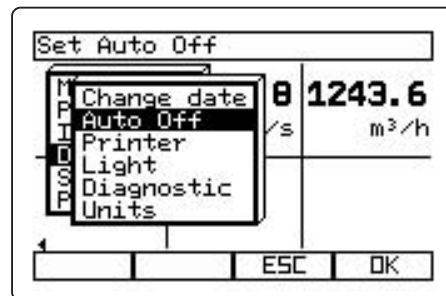 Set Auto Off
M
P
I
D
S
P
Change date
Auto Off
Printer
Light
Diagnostic
Units
8 1243.6
/s m³/h
ESC OK